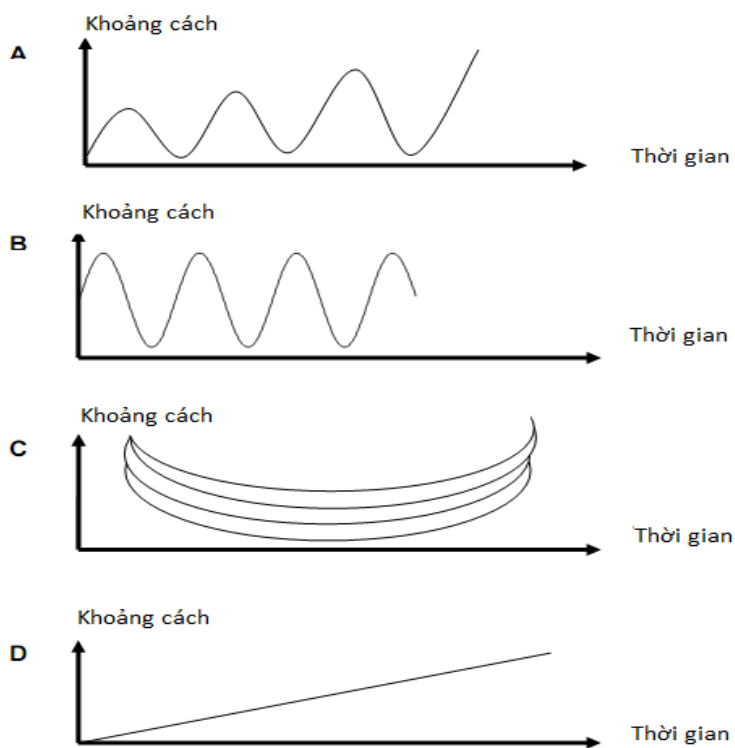 Khoảng cách
A
Thời gian
Khoảng cách
B
Thời gian
Khoảng cách
C
Thời gian
Khoảng cách
D
Thời gian